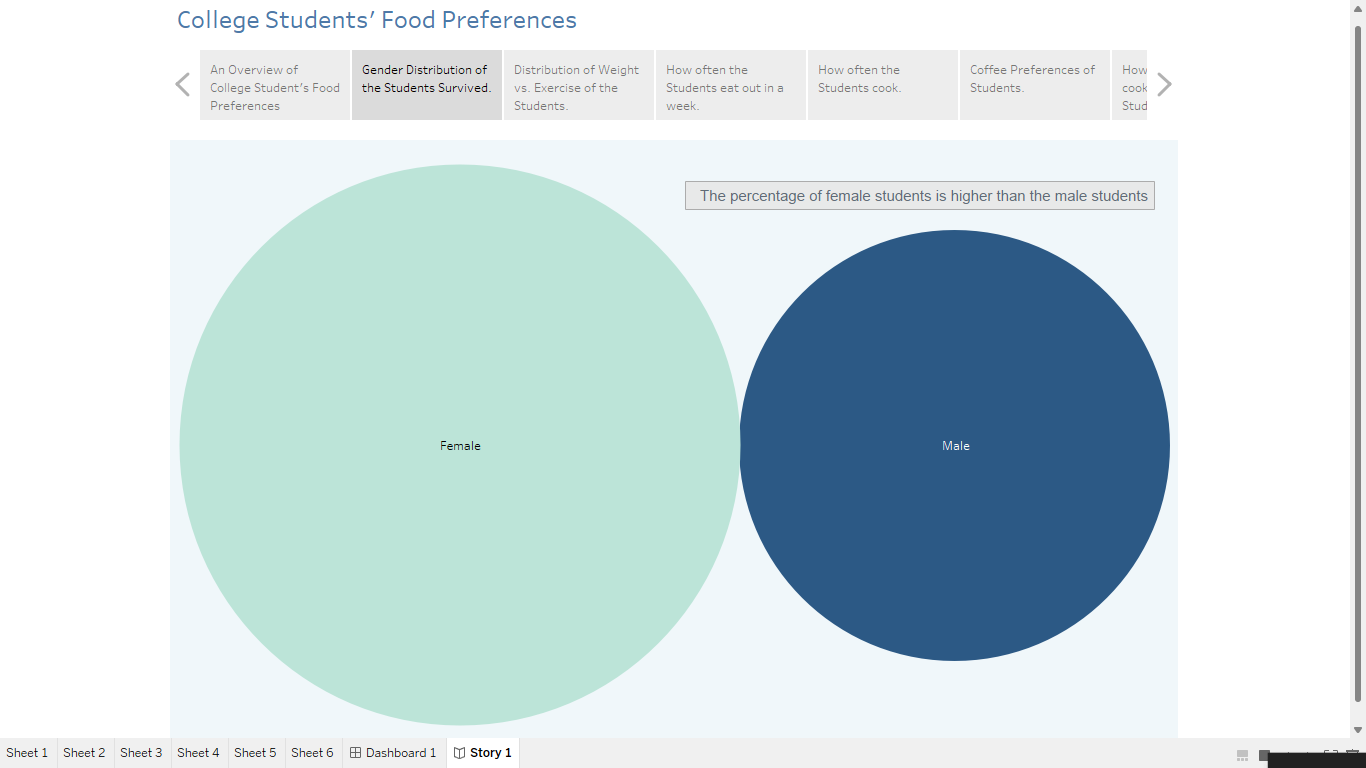 College Students’ Food Preferences
An Overview of
College Student’s Food
Preferences
Gender Distribution of
the Students Survived.
Distribution of Weight
vs. Exercise of the
Students.
How often the
Students eat out in a
week.
How often the
Students cook.
Coffee Preferences of
Students.
How
cook
Stud
The percentage of female students is higher than the male students
Female
Male
Sheet 1
Sheet 2
Sheet 3
Sheet 4
Sheet 5
Sheet 6
Dashboard 1
Story 1